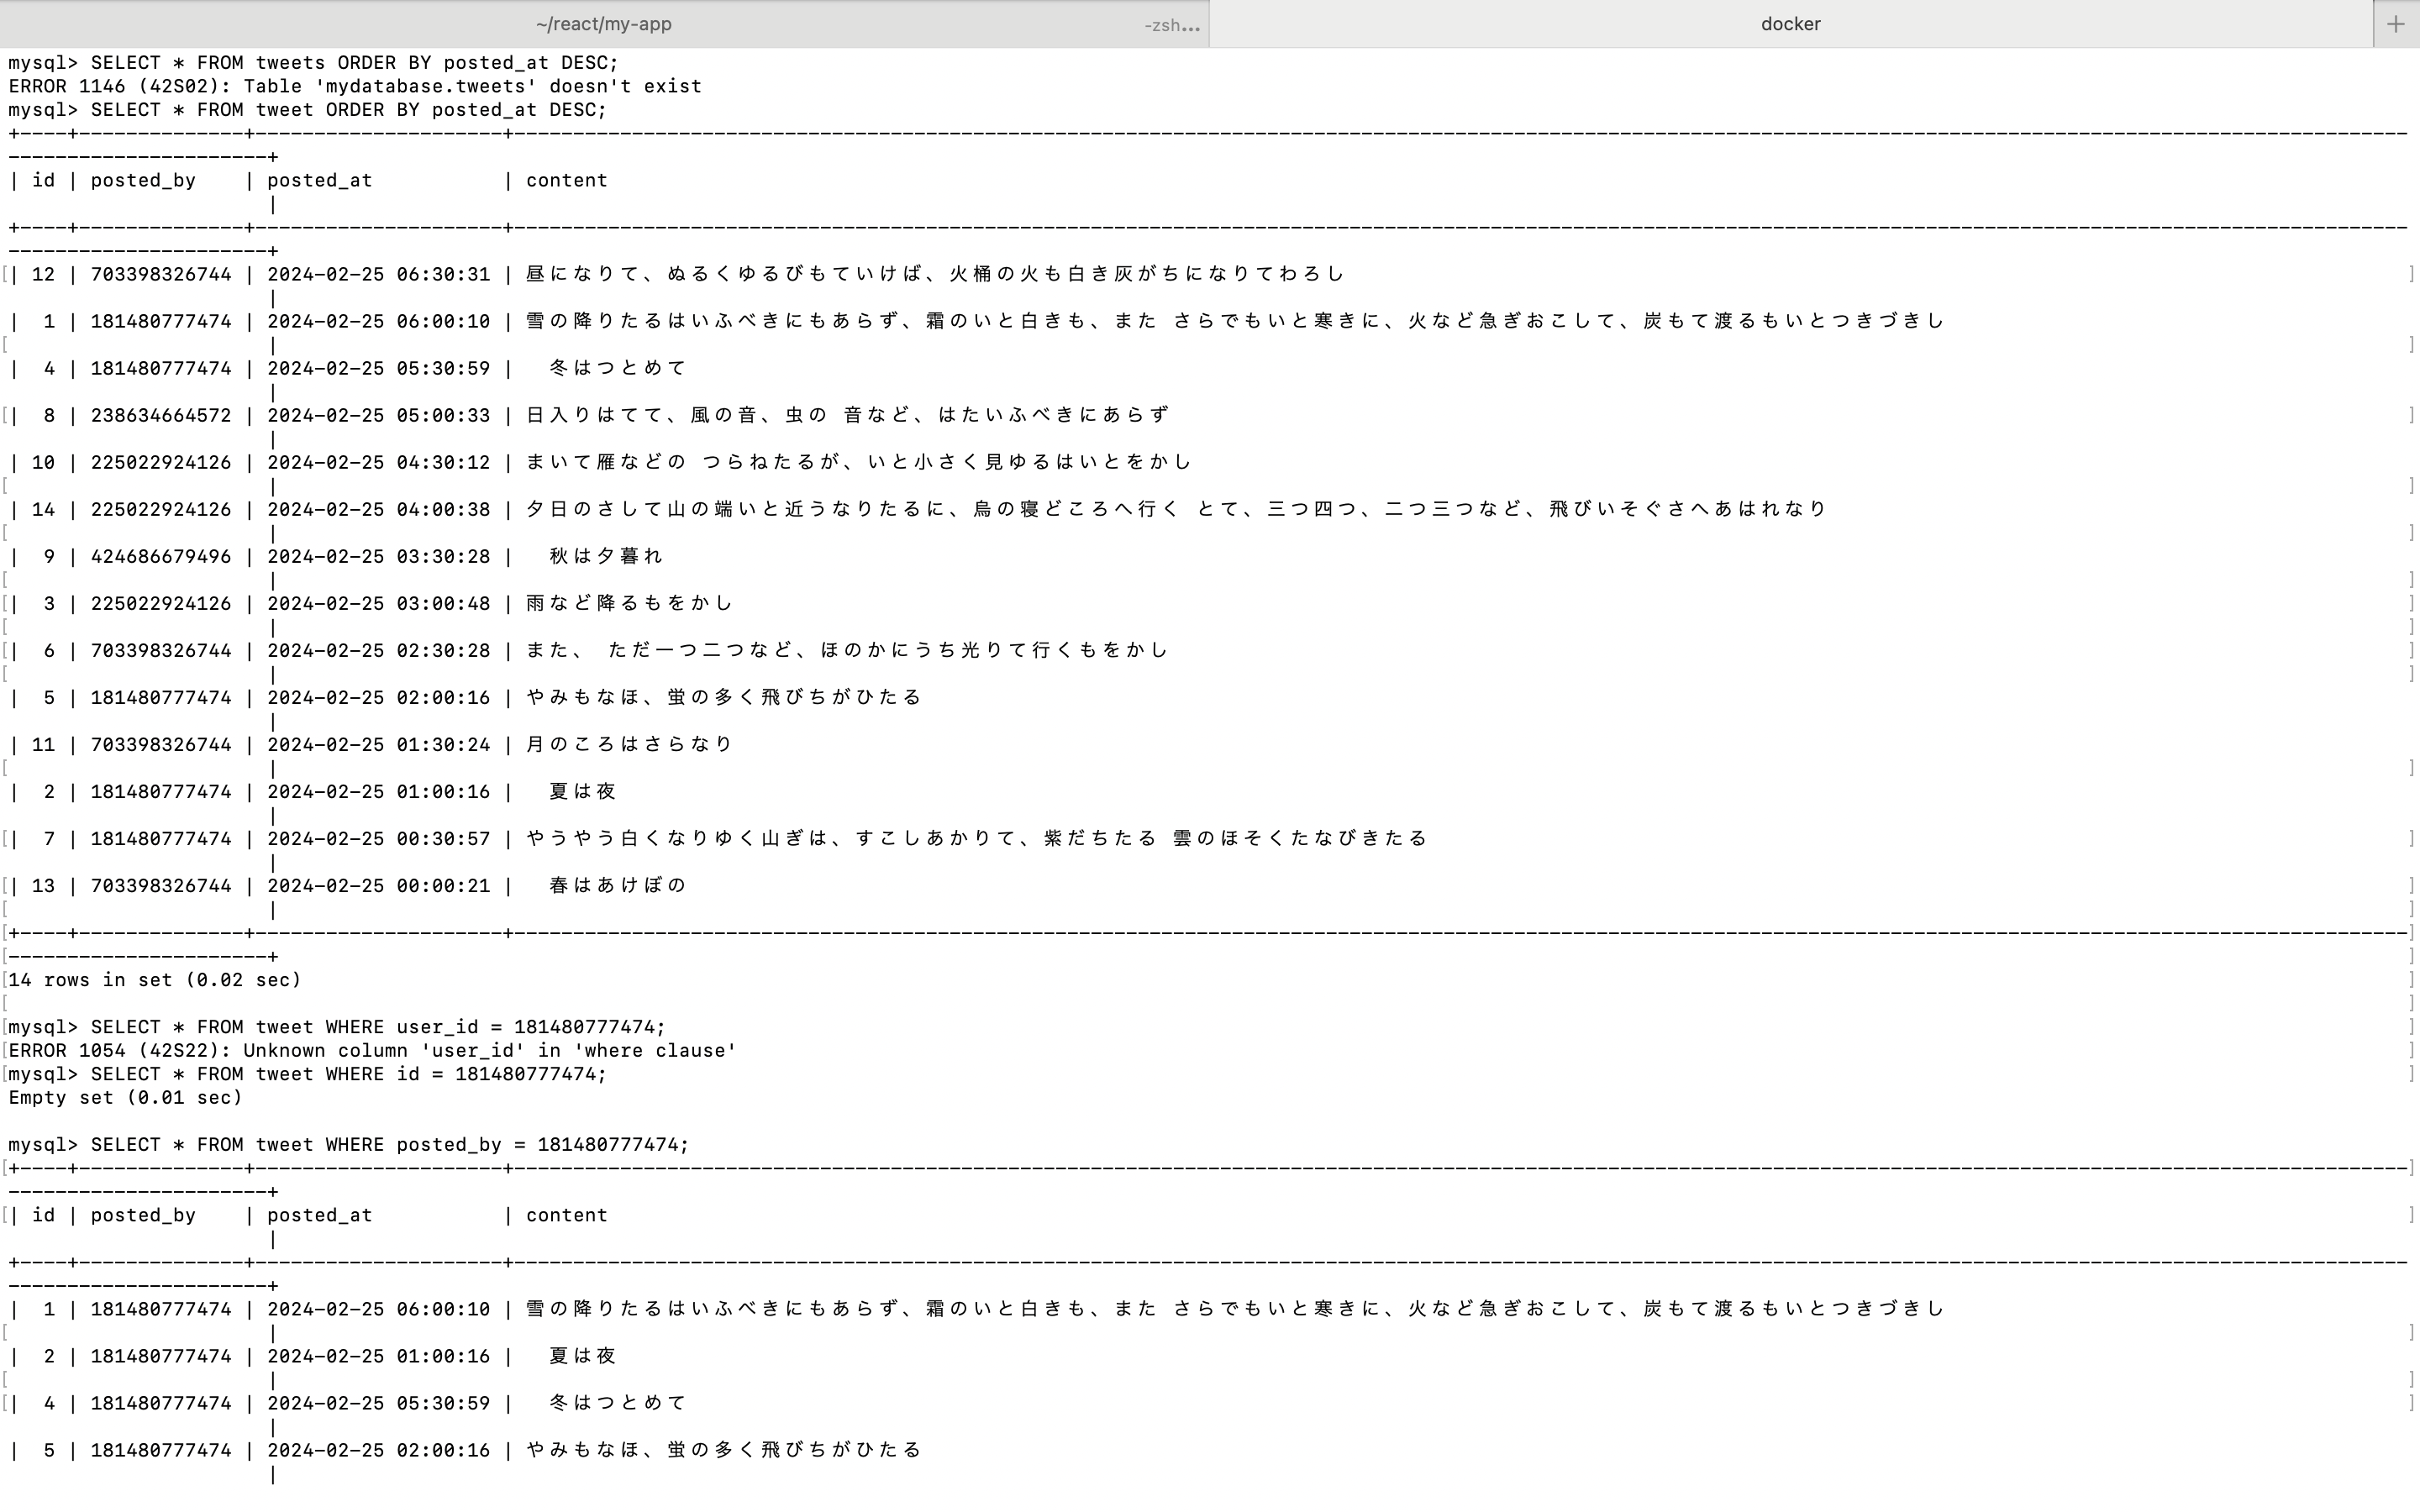 ~/react/my-app -zsh... docker +
mysql> SELECT * FROM tweets ORDER BY posted_at DESC;
ERROR 1146 (42S02): Table 'mydatabase.tweets' doesn't exist
mysql> SELECT * FROM tweet ORDER BY posted_at DESC;
| id | posted_by | posted_at | content |
| 12 | 703398326744 | 2024-02-25 06:30:31 | 昼になりて、ぬるくゆるびもていけば、火桶の火も白き灰がちになりてわろし |
| 1 | 181480777474 | 2024-02-25 06:00:10 | 雪の降りたるはいふべきにもあらず、霜のいと白きも、また さらでもいと寒きに、火など急ぎおこして、炭もて渡るもいとつきづきし |
| 4 | 181480777474 | 2024-02-25 05:30:59 | 冬はつとめて |
| 8 | 238634664572 | 2024-02-25 05:00:33 | 日入りはてて、風の音、虫の 音など、はたいふべきにあらず |
| 10 | 225022924126 | 2024-02-25 04:30:12 | まいて雁などの つらねたるが、いと小さく見ゆるはいとをかし |
| 14 | 225022924126 | 2024-02-25 04:00:38 | 夕日のさして山の端いと近うなりたるに、烏の寝どころへ行く とて、三つ四つ、二つ三つなど、飛びいそぐさへあはれなり |
| 9 | 424686679496 | 2024-02-25 03:30:28 | 秋は夕暮れ |
| 3 | 225022924126 | 2024-02-25 03:00:48 | 雨など降るもをかし |
| 6 | 703398326744 | 2024-02-25 02:30:28 | また、 ただ一つ二つなど、ほのかにうち光りて行くもをかし |
| 5 | 181480777474 | 2024-02-25 02:00:16 | やみもなほ、蛍の多く飛びちがひたる |
| 11 | 703398326744 | 2024-02-25 01:30:24 | 月のころはさらなり |
| 2 | 181480777474 | 2024-02-25 01:00:16 | 夏は夜 |
| 7 | 181480777474 | 2024-02-25 00:30:57 | やうやう白くなりゆく山ぎは、すこしあかりて、紫だちたる 雲のほそくたなびきたる |
| 13 | 703398326744 | 2024-02-25 00:00:21 | 春はあけぼの |
14 rows in set (0.02 sec)
mysql> SELECT * FROM tweet WHERE user_id = 181480777474;
ERROR 1054 (42S22): Unknown column 'user_id' in 'where clause'
mysql> SELECT * FROM tweet WHERE id = 181480777474;
Empty set (0.01 sec)
mysql> SELECT * FROM tweet WHERE posted_by = 181480777474;
| id | posted_by | posted_at | content |
| 1 | 181480777474 | 2024-02-25 06:00:10 | 雪の降りたるはいふべきにもあらず、霜のいと白きも、また さらでもいと寒きに、火など急ぎおこして、炭もて渡るもいとつきづきし |
| 2 | 181480777474 | 2024-02-25 01:00:16 | 夏は夜 |
| 4 | 181480777474 | 2024-02-25 05:30:59 | 冬はつとめて |
| 5 | 181480777474 | 2024-02-25 02:00:16 | やみもなほ、蛍の多く飛びちがひたる |